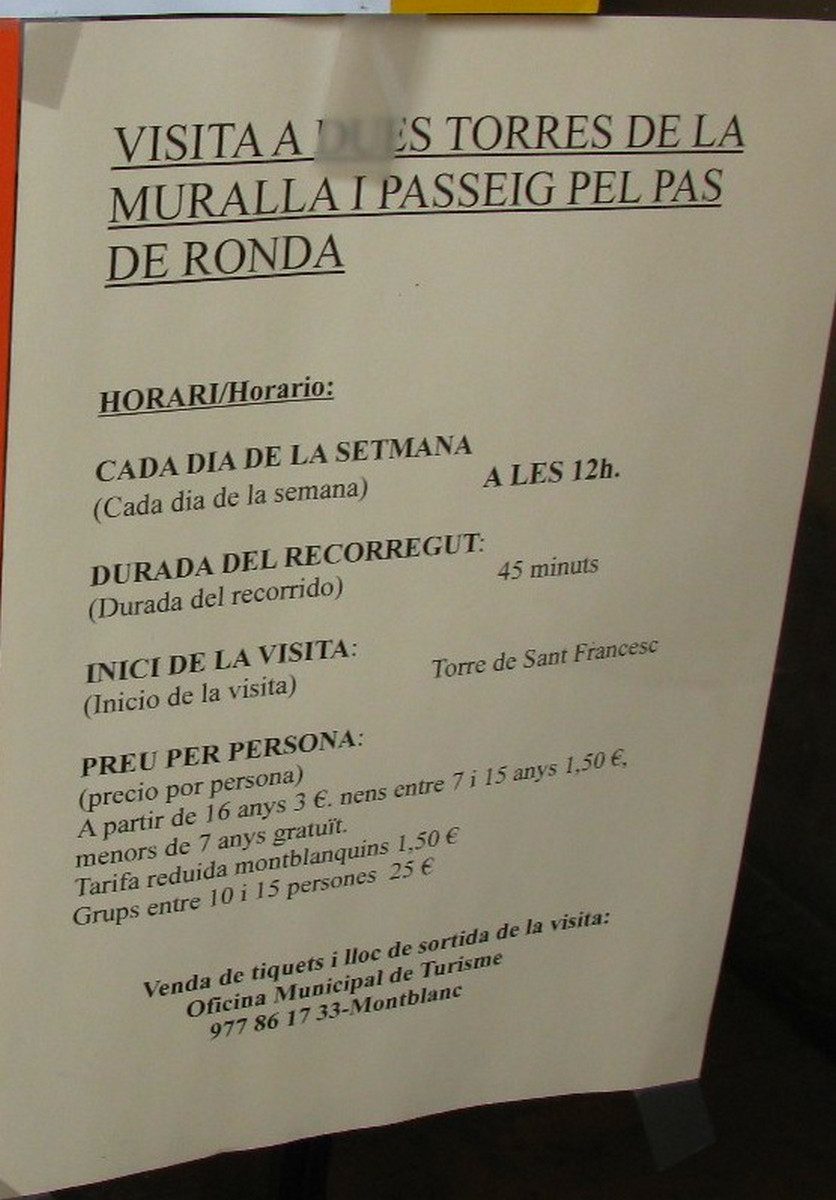 VISITA A DUES TORRES DE LA
MURALLA I PASSEIG PEL PAS
DE RONDA
HORARI/Horario:
CADA DIA DE LA SETMANA
(Cada dia de la semana)
A LES 12h.
DURADA DEL RECORREGUT:
(Durada del recorrido)
45 minuts
INICI DE LA VISITA:
(Inicio de la visita)
Torre de Sant Francesc
PREU PER PERSONA:
(precio por persona)
A partir de 16 anys 3 €. nens entre 7 i 15 anys 1,50 €,
menors de 7 anys gratuït.
Tarifa reduida montblanquins 1,50 €
Grups entre 10 i 15 persones 25 €
Venda de tiquets i lloc de sortida de la visita:
Oficina Municipal de Turisme
977 86 17 33-Montblanc